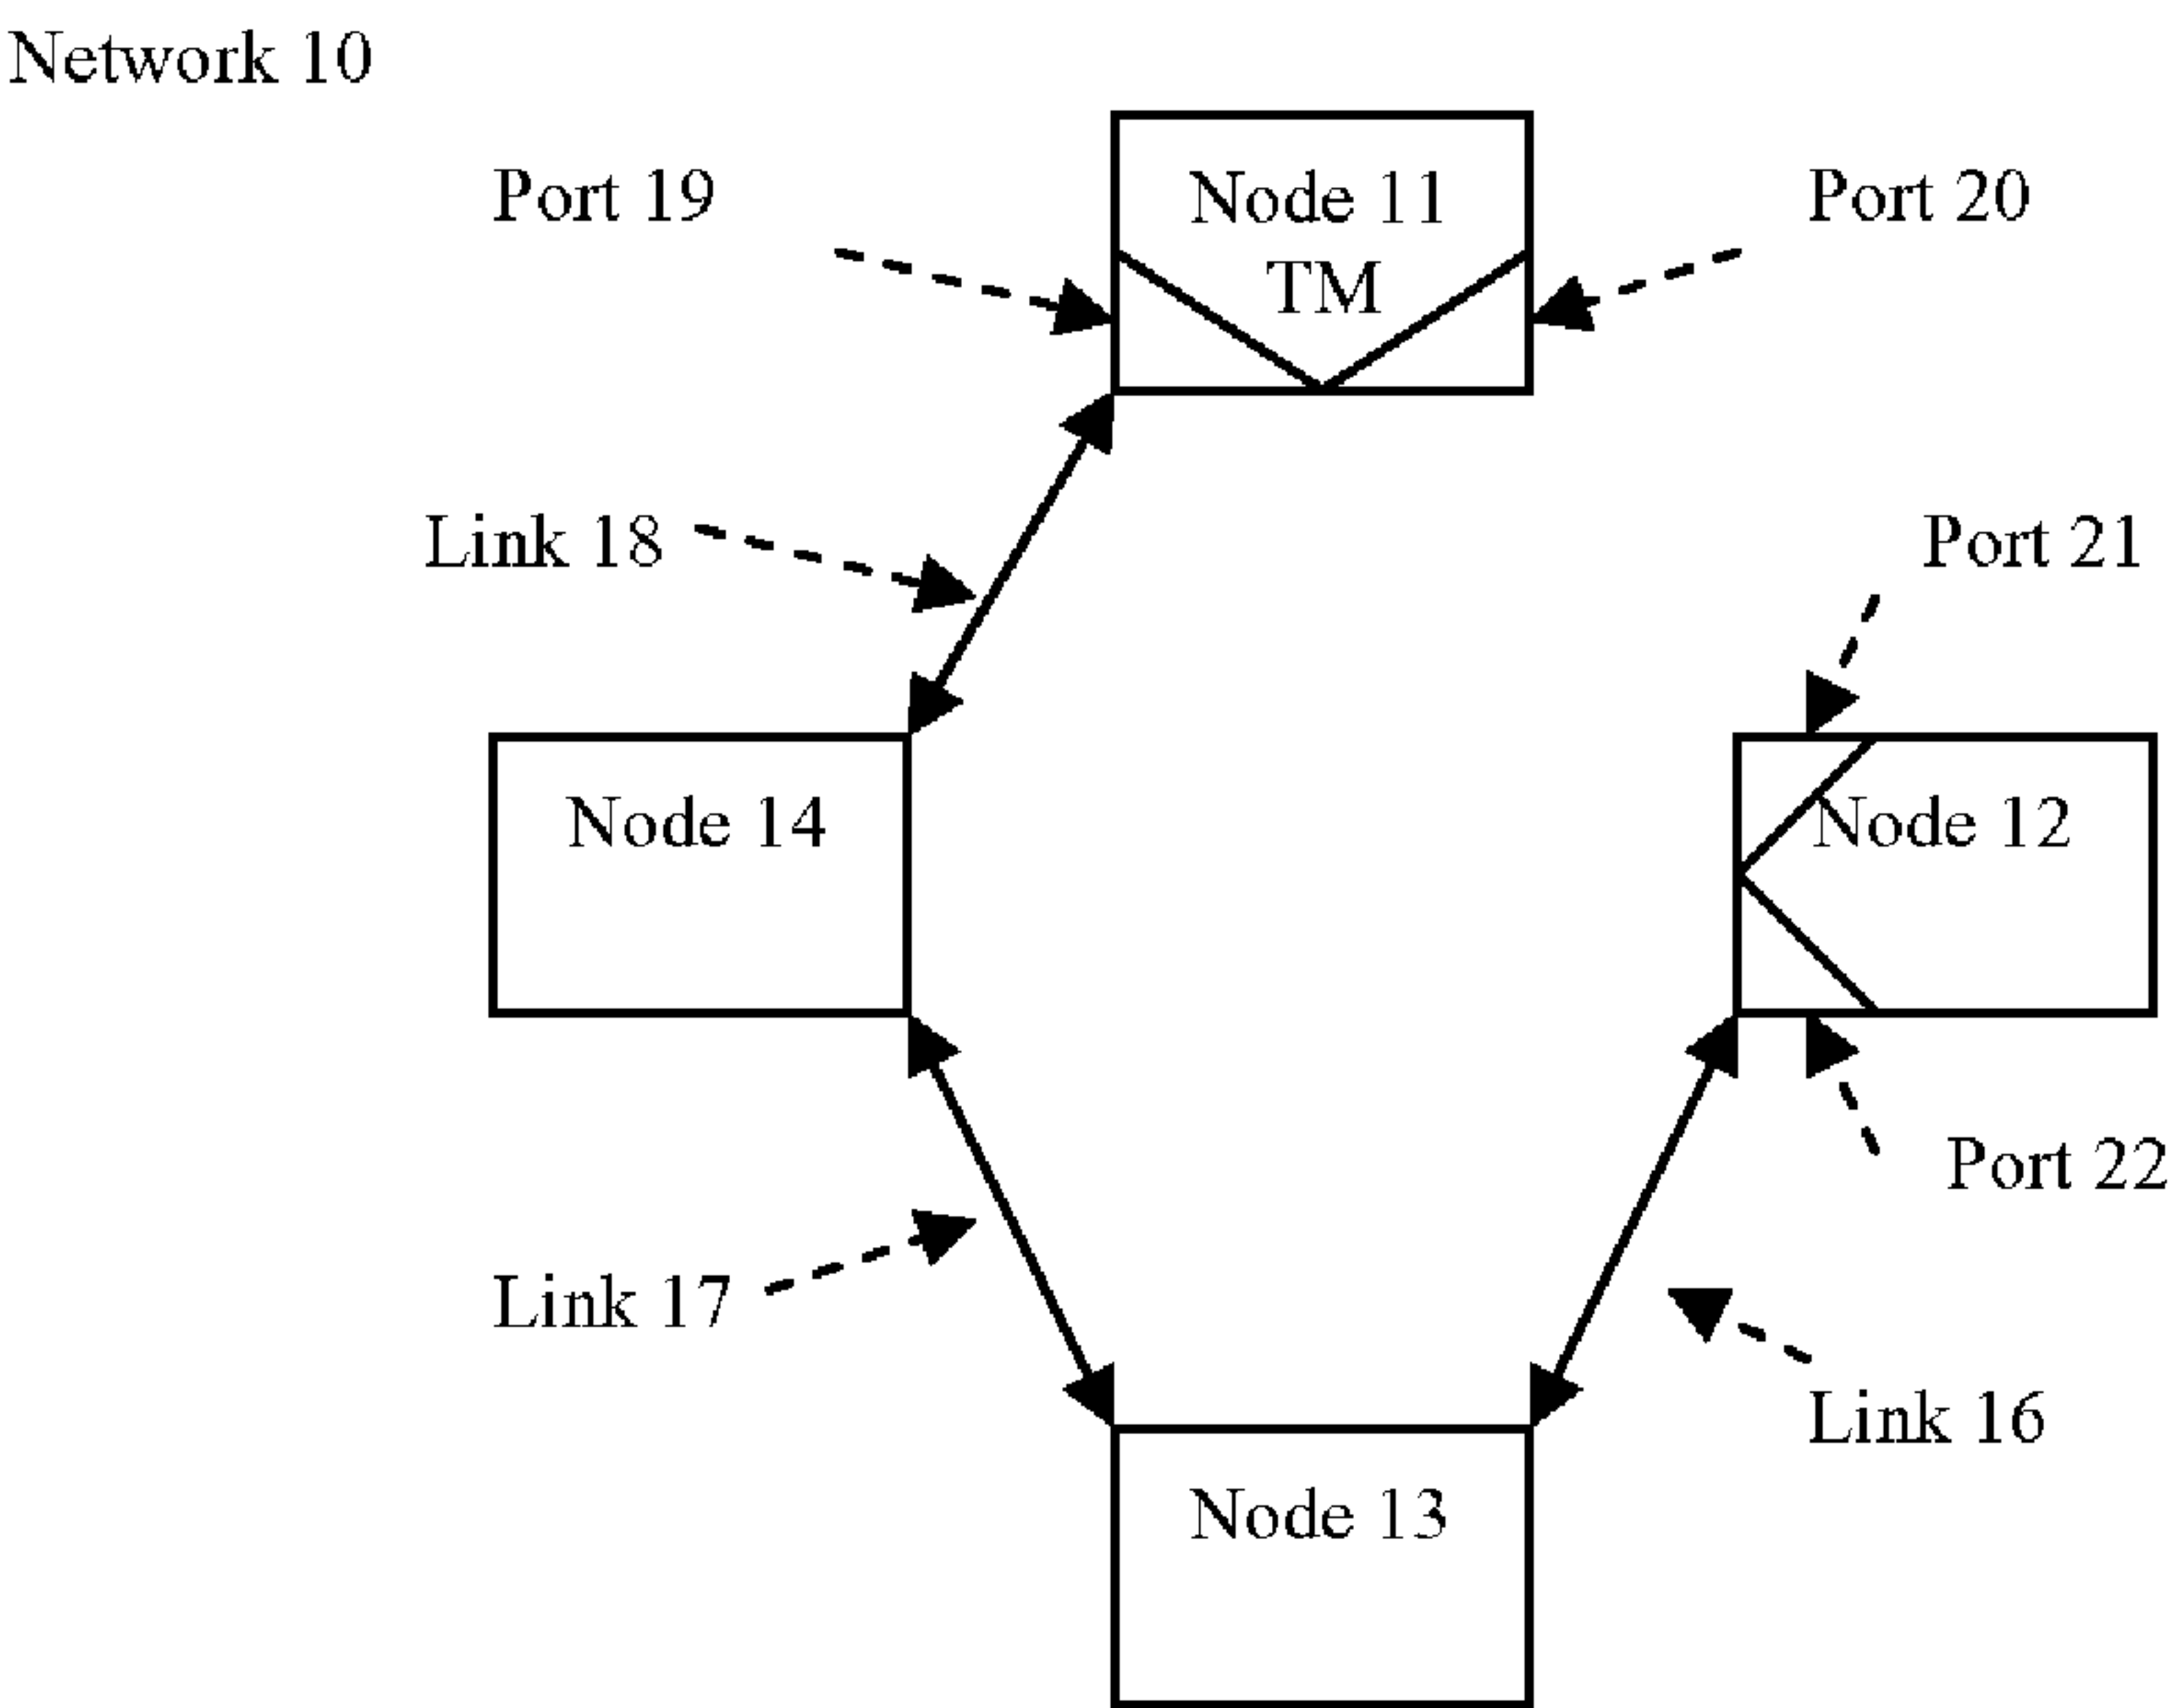 Network 10
Port 19
Node 11
TM
Port 20
Link 18
Port 21
Node 14
Node 12
Port 22
Link 17
Link 16
Node 13